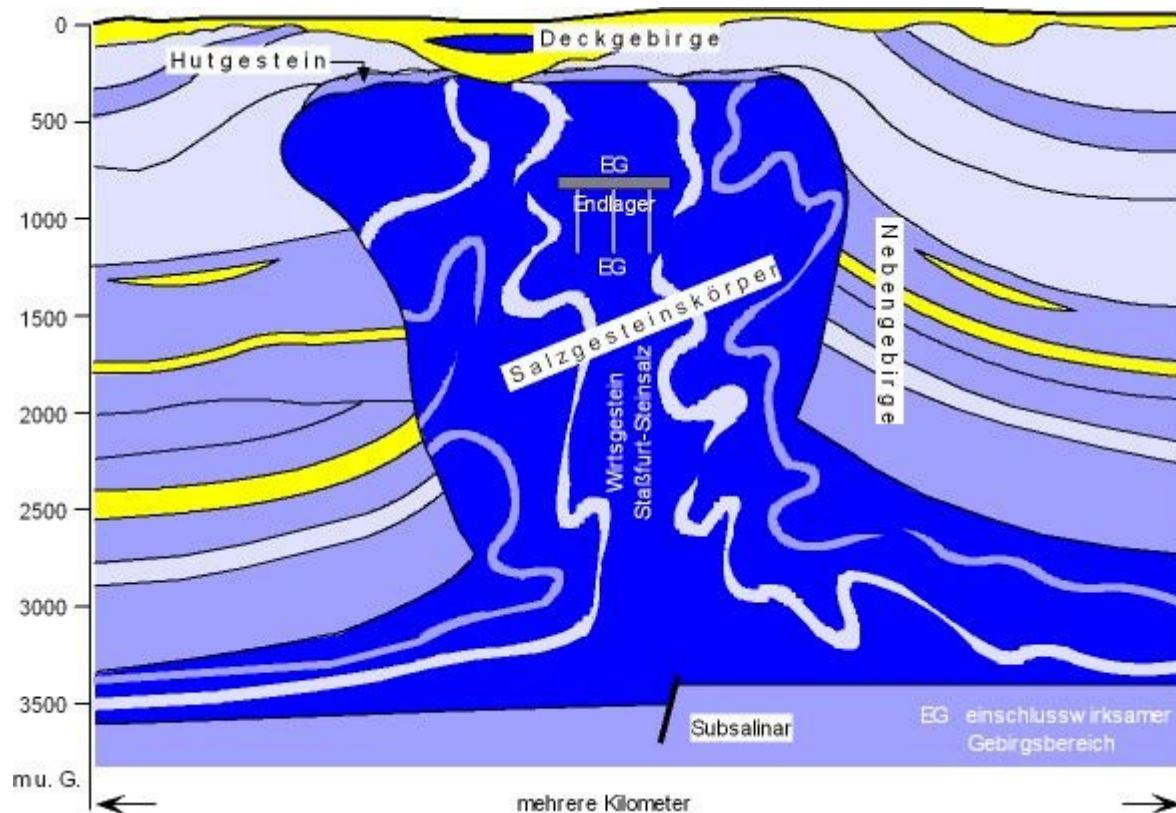 0
Deckgebirge
Hutgestein
500
EG
Endlager
1000
EG
Nebengebirge
Salzgesteinskörper
1500
Wirtsgestein
Staßfurt-Steinsalz
2000
2500
3000
3500
Subsalinar
EG einschlusswirksamer
Gebirgsbereich
m u. G.
mehrere Kilometer